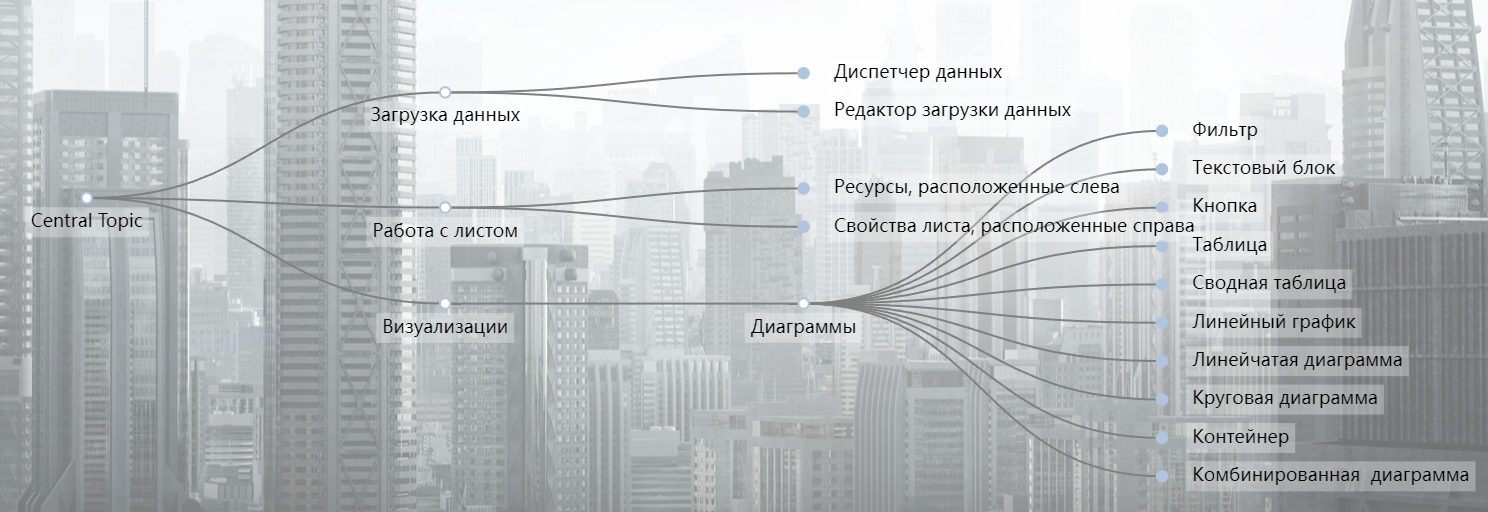 Central Topic
Загрузка данных
Диспетчер данных
Редактор загрузки данных
Работа с листом
Ресурсы, расположенные слева
Свойства листа, расположенные справа
Визуализации
Диаграммы
Фильтр
Текстовый блок
Кнопка
Таблица
Сводная таблица
Линейный график
Линейчатая диаграмма
Круговая диаграмма
Контейнер
Комбинированная  диаграмма